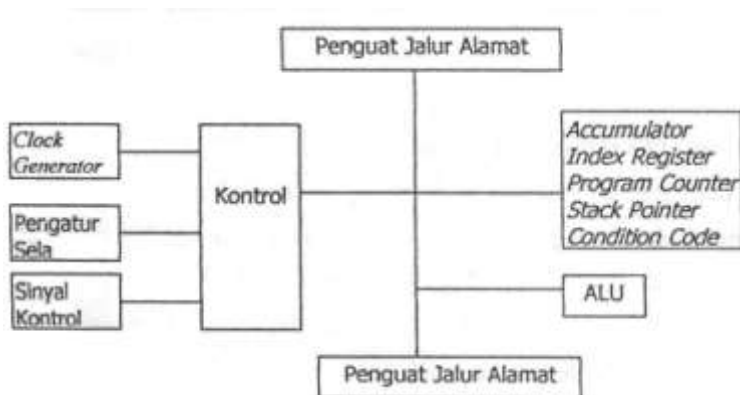 Penguat Jalur Alamat
Clock
Generator
Pengatur
Sela
Sinyal
Kontrol
Kontrol
Accumulator
Index Register
Program Counter
Stack Pointer
Condition Code
ALU
Penguat Jalur Alamat